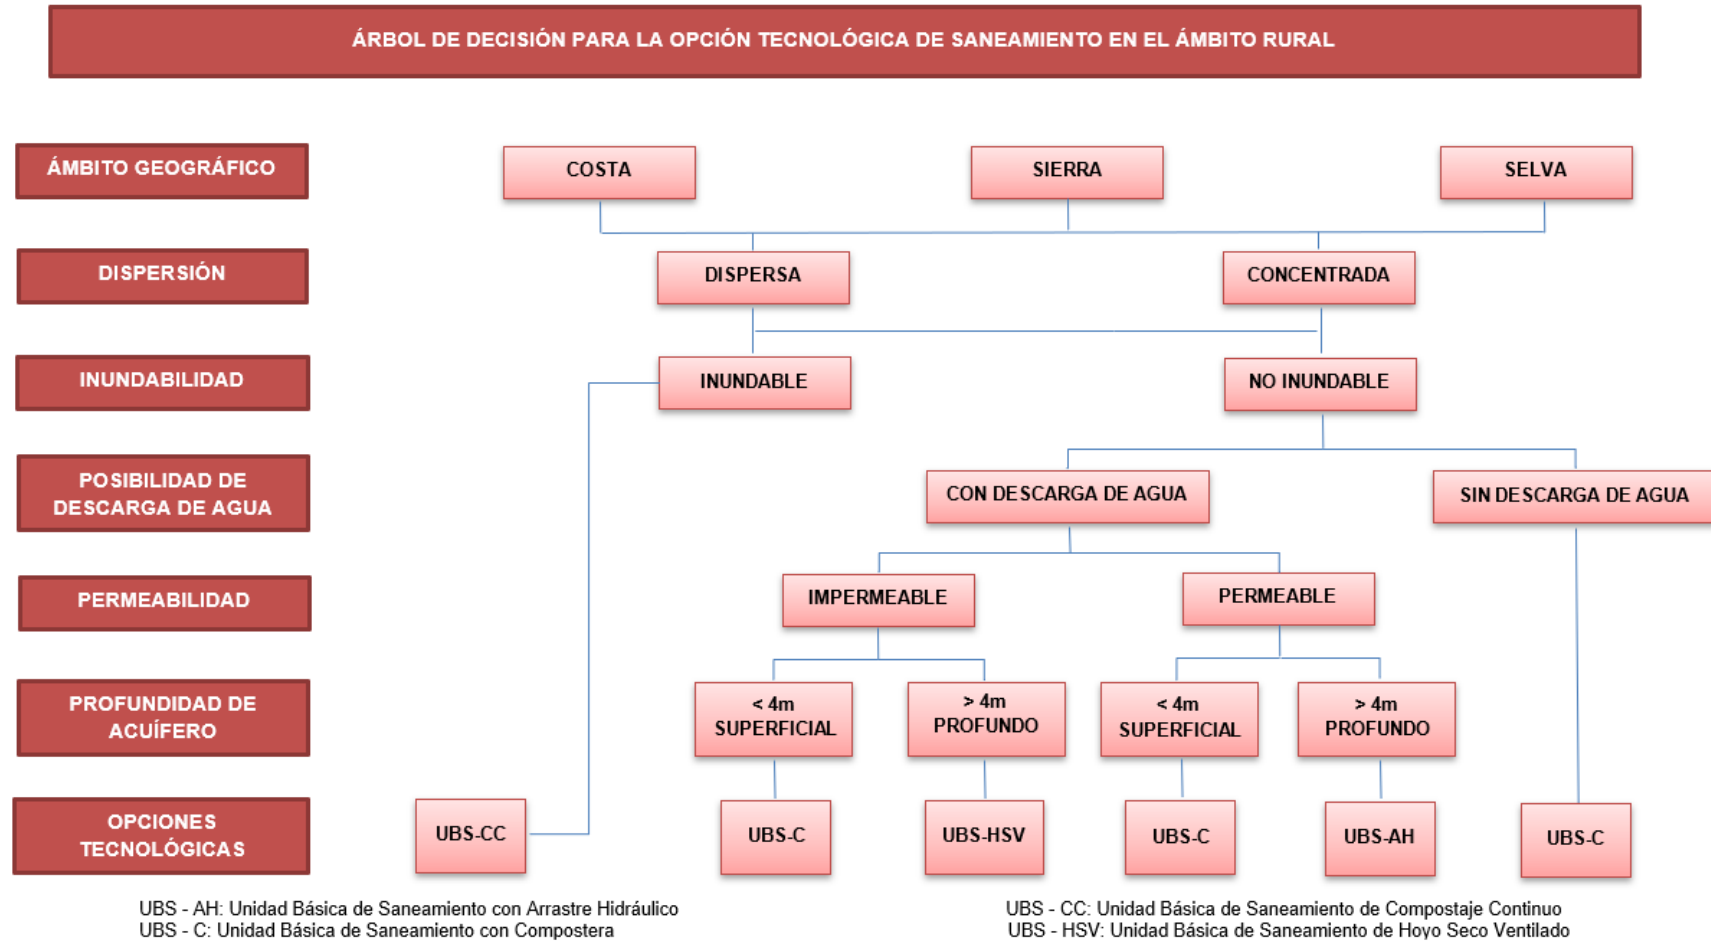 ÁRBOL DE DECISIÓN PARA LA OPCIÓN TECNOLÓGICA DE SANEAMIENTO EN EL ÁMBITO RURAL
ÁMBITO GEOGRÁFICO
COSTA
SIERRA
SELVA
DISPERSIÓN
DISPERSA
CONCENTRADA
INUNDABILIDAD
INUNDABLE
NO INUNDABLE
POSIBILIDAD DE
DESCARGA DE AGUA
CON DESCARGA DE AGUA
SIN DESCARGA DE AGUA
PERMEABILIDAD
IMPERMEABLE
PERMEABLE
PROFUNDIDAD DE
ACUÍFERO
< 4m
SUPERFICIAL
> 4m
PROFUNDO
< 4m
SUPERFICIAL
> 4m
PROFUNDO
OPCIONES
TECNOLÓGICAS
UBS-CC
UBS-C
UBS-HSV
UBS-C
UBS-AH
UBS-C
UBS - AH: Unidad Básica de Saneamiento con Arrastre Hidráulico
UBS - C: Unidad Básica de Saneamiento con Compostera
UBS - CC: Unidad Básica de Saneamiento de Compostaje Continuo
UBS - HSV: Unidad Básica de Saneamiento de Hoyo Seco Ventilado